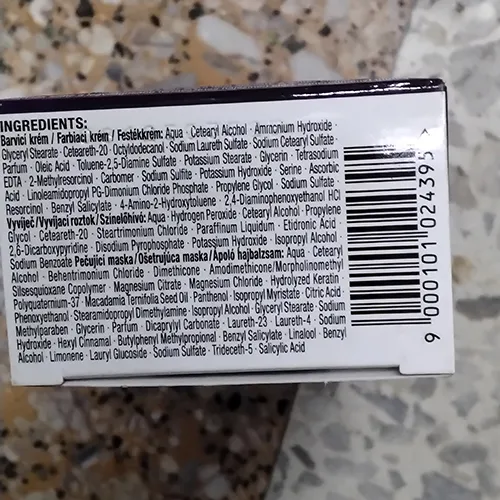 INGREDIENTS:
Barvicí krém / Farbiaci krém / Festékkrém: Aqua · Cetearyl Alcohol · Ammonium Hydroxide ·
Glyceryl Stearate · Ceteareth-20 · Octyldodecanol · Sodium Laureth Sulfate · Sodium Cetearyl Sulfate ·
Parfum · Oleic Acid · Toluene-2,5-Diamine Sulfate · Potassium Stearate · Glycerin · Tetrasodium
EDTA · 2-Methylresorcinol · Carbomer · Sodium Sulfite · Potassium Hydroxide · Serine · Ascorbic
Acid · Linoleamidopropyl PG-Dimonium Chloride Phosphate · Propylene Glycol · Sodium Sulfate ·
Resorcinol · Benzyl Salicylate · 4-Amino-2-Hydroxytoluene · 2,4-Diaminophenoxyethanol HCl
Vyvíječ/Vyvíjací roztok/Színelőhívó: Aqua · Hydrogen Peroxide · Cetearyl Alcohol · Propylene
Glycol · Ceteareth-20 · Steartrimonium Chloride · Paraffinum Liquidum · Etidronic Acid ·
2,6-Dicarboxypyridine · Disodium Pyrophosphate · Potassium Hydroxide · Isopropyl Alcohol ·
Sodium Benzoate Pečující maska/Ošetrujúca maska/Ápoló hajbalzsam: Aqua · Cetearyl
Alcohol · Behentrimonium Chloride · Dimethicone · Amodimethicone/Morpholinomethyl
Silsesquioxane Copolymer · Magnesium Citrate · Magnesium Chloride · Hydrolyzed Keratin ·
Polyquaternium-37 · Macadamia Ternifolia Seed Oil · Panthenol · Isopropyl Myristate · Citric Acid ·
Phenoxyethanol · Stearamidopropyl Dimethylamine · Isopropyl Alcohol · Glyceryl Stearate · Sodium
Methylparaben · Glycerin · Parfum · Dicaprylyl Carbonate · Laureth-23 · Laureth-4 · Sodium
Hydroxide · Hexyl Cinnamal · Butylphenyl Methylpropional · Benzyl Salicylate · Linalool · Benzyl
Alcohol · Limonene · Lauryl Glucoside · Sodium Sulfate · Trideceth-5 · Salicylic Acid
9 000101 024395 >